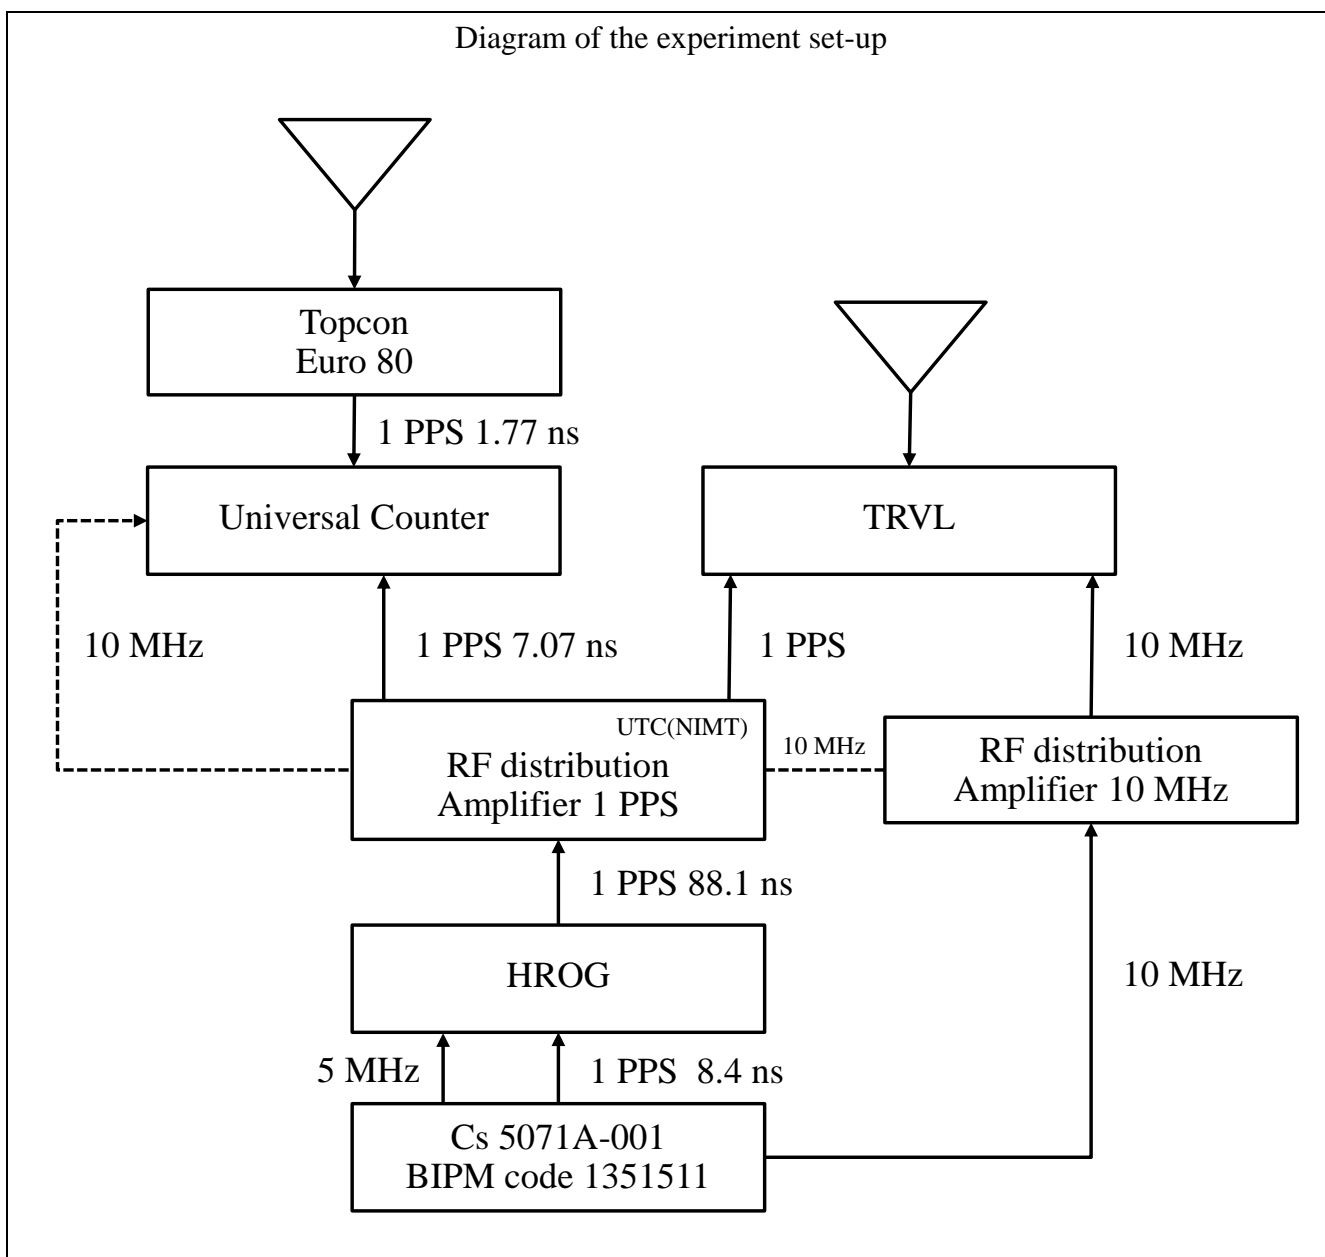 Diagram of the experiment set-up
Topcon
Euro 80
1 PPS 1.77 ns
Universal Counter
TRVL
10 MHz
1 PPS 7.07 ns
1 PPS
10 MHz
UTC(NIMT)
RF distribution
Amplifier 1 PPS
10 MHz
RF distribution
Amplifier 10 MHz
1 PPS 88.1 ns
HROG
10 MHz
5 MHz
1 PPS  8.4 ns
Cs 5071A-001
BIPM code 1351511